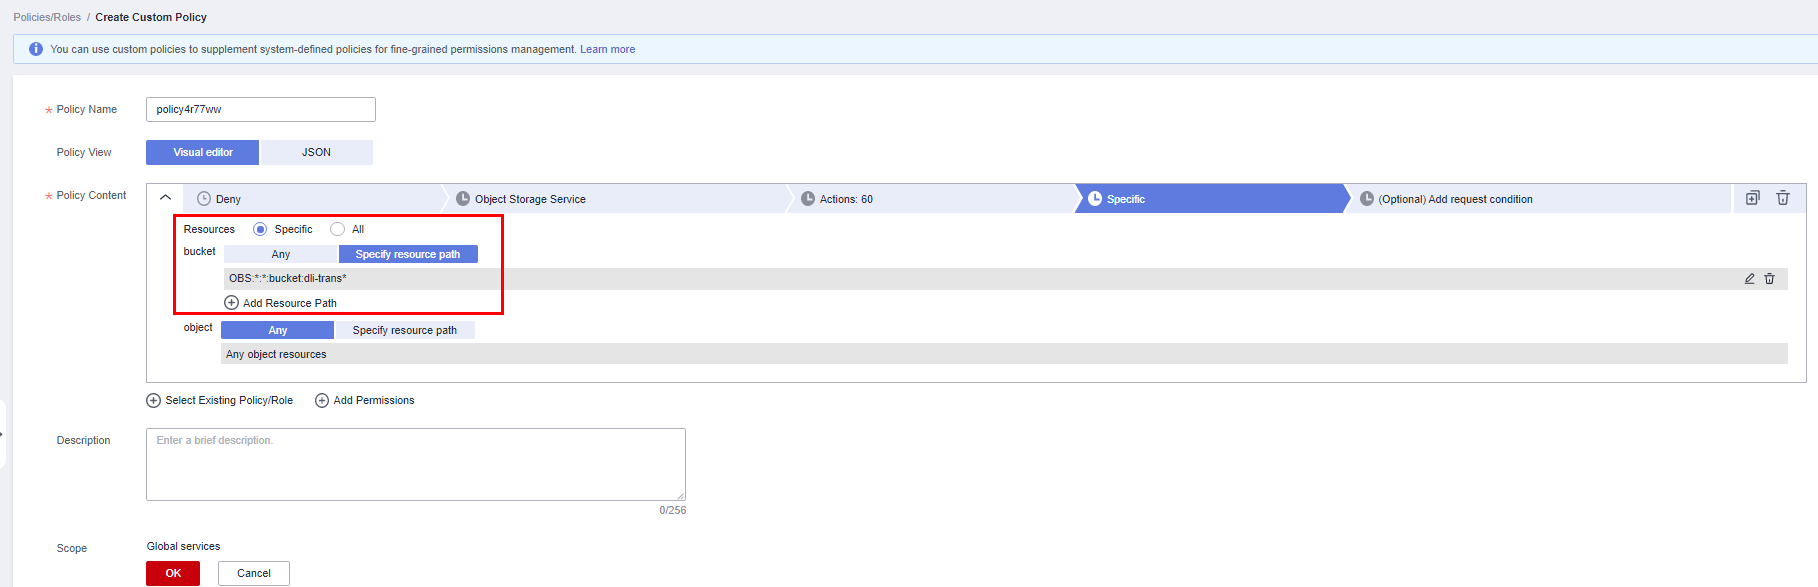 Policies/Roles / Create Custom Policy
You can use custom policies to supplement system-defined policies for fine-grained permissions management. Learn more
* Policy Name policy4r77ww
Policy View Visual editor JSON
* Policy Content Deny Object Storage Service Actions: 60 Specific (Optional) Add request condition
Resources Specific All
bucket Any Specify resource path
OBS:*:*:bucket:dli-trans*
Add Resource Path
object Any Specify resource path
Any object resources
Select Existing Policy/Role Add Permissions
Description Enter a brief description.
0/256
Scope Global services
OK Cancel